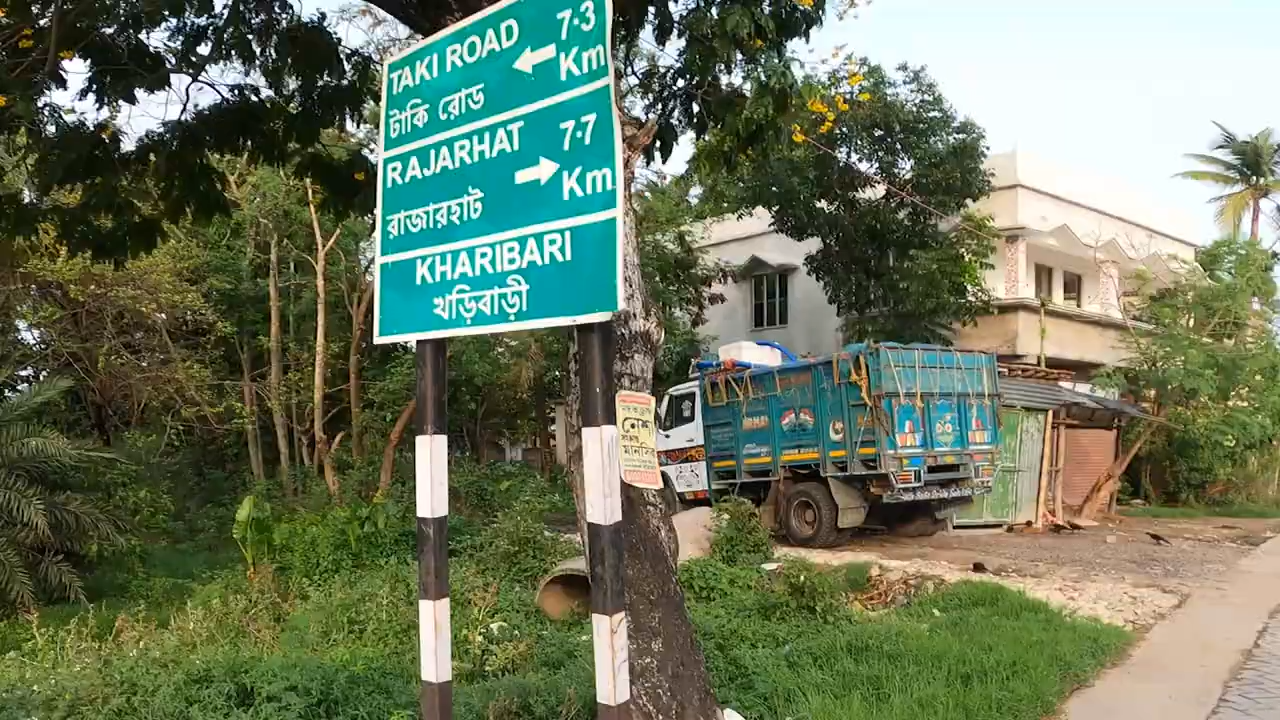 TAKI ROAD 7·3 Km
টাকি রোড
RAJARHAT 7·7 Km
রাজারহাট
KHARIBARI
খড়িবাড়ী